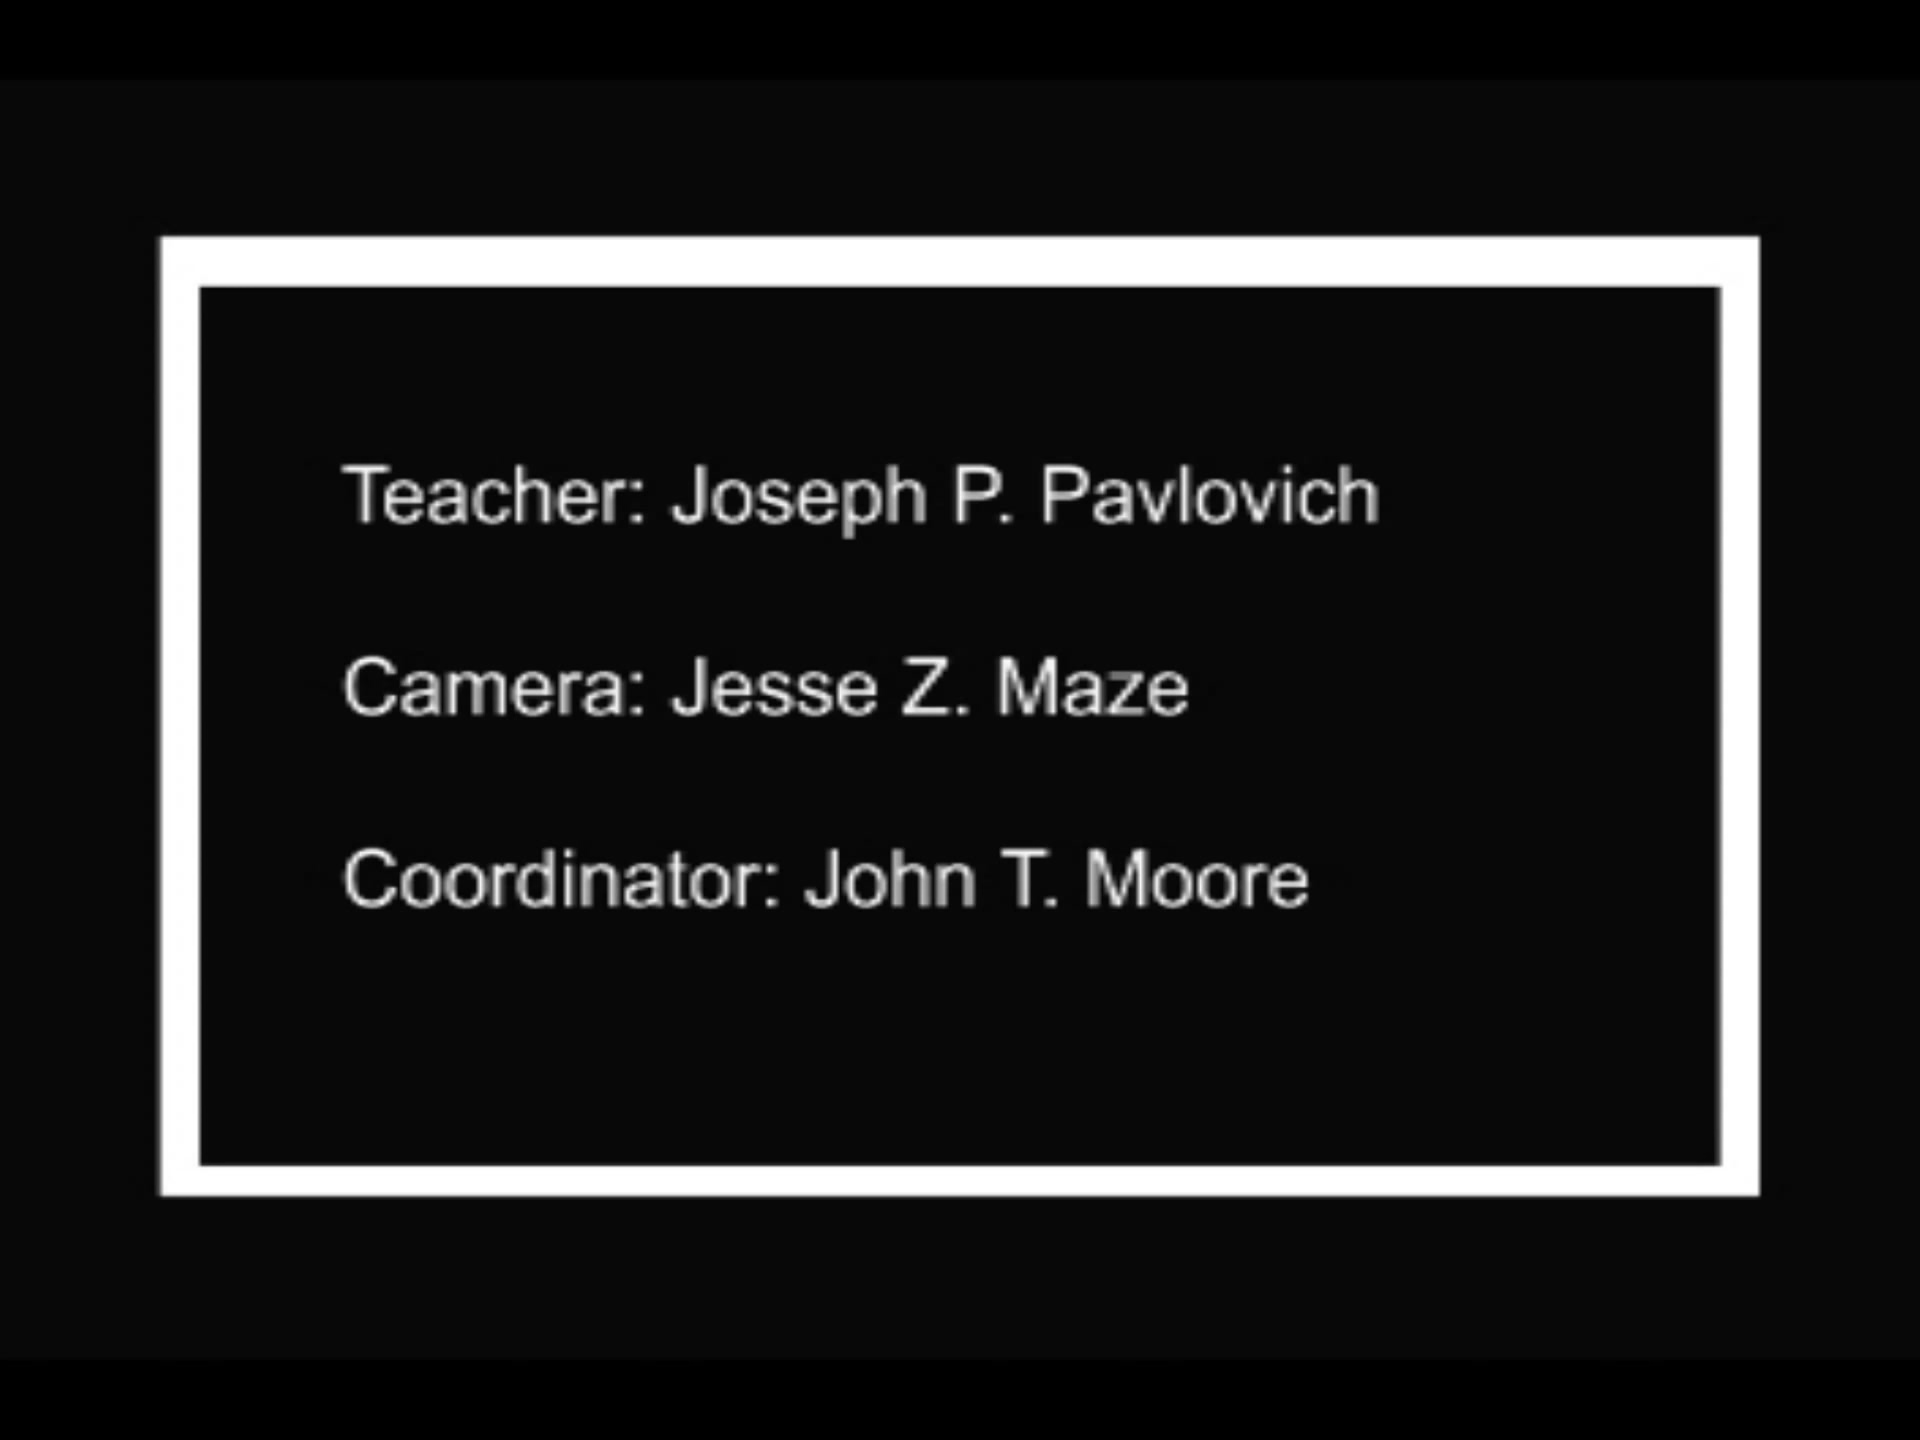 Teacher: Joseph P. Pavlovich
Camera: Jesse Z. Maze
Coordinator: John T. Moore